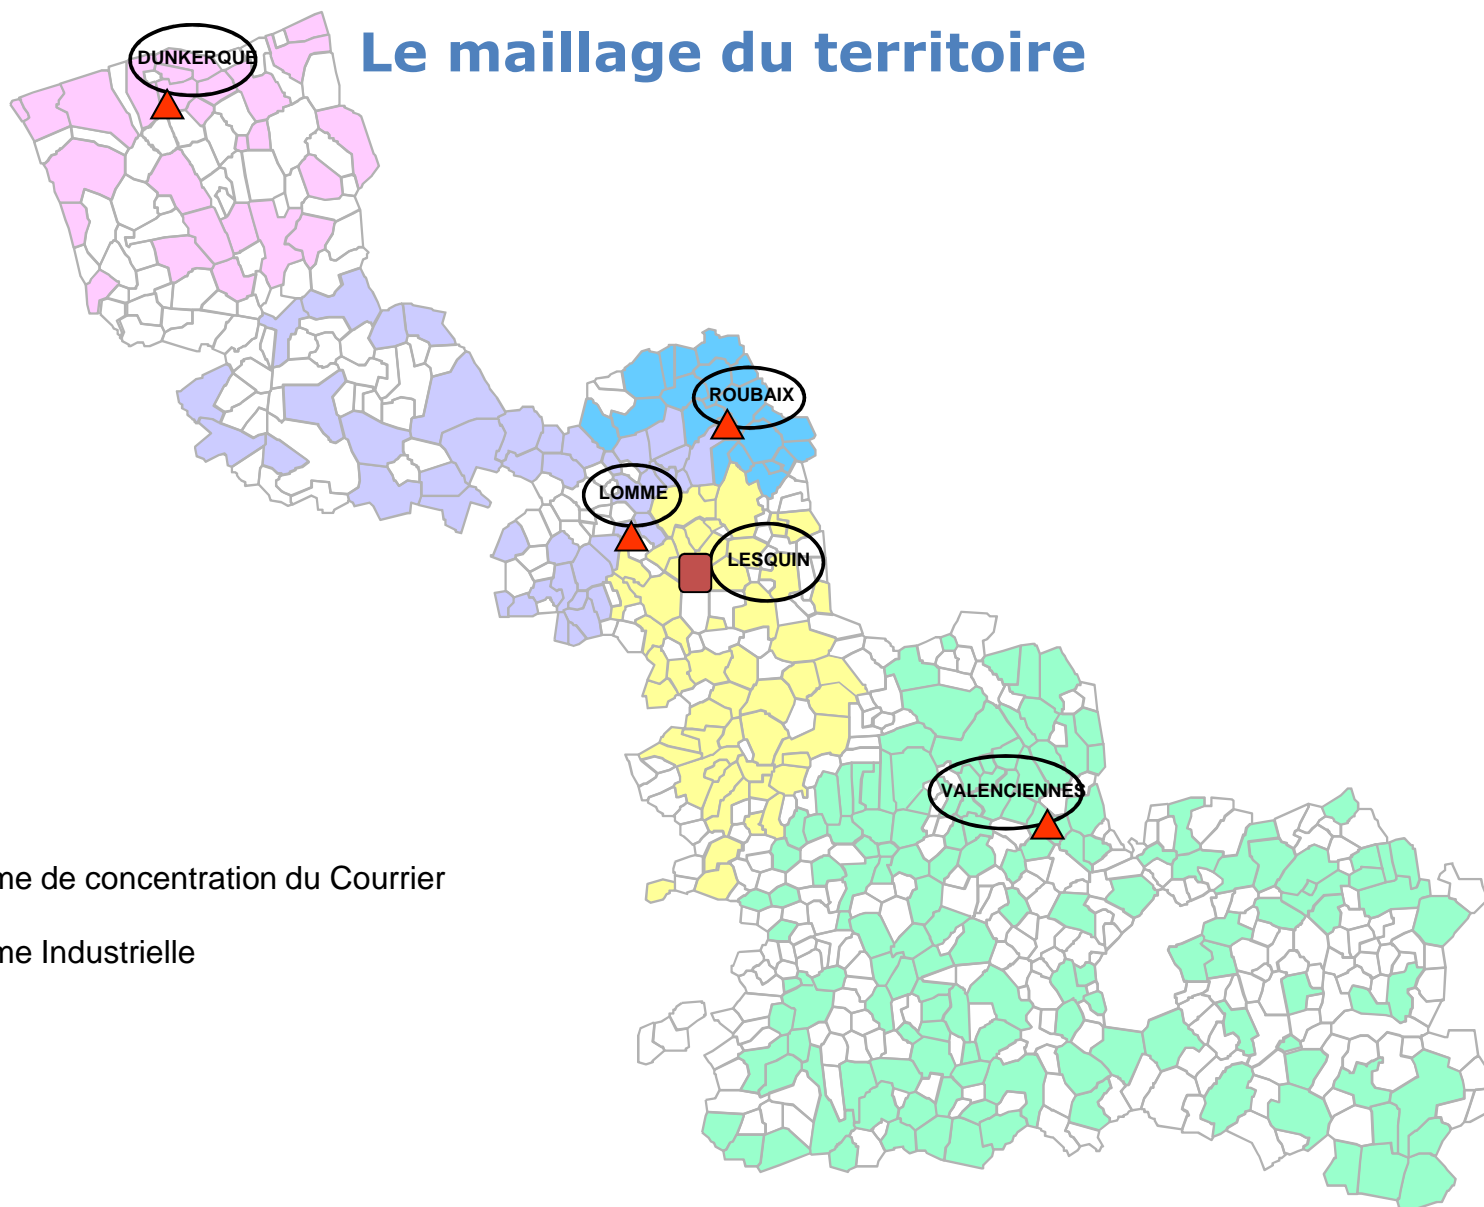 Le maillage du territoire
DUNKERQUE
ROUBAIX
LOMME
LESQUIN
VALENCIENNES
me de concentration du Courrier
me Industrielle